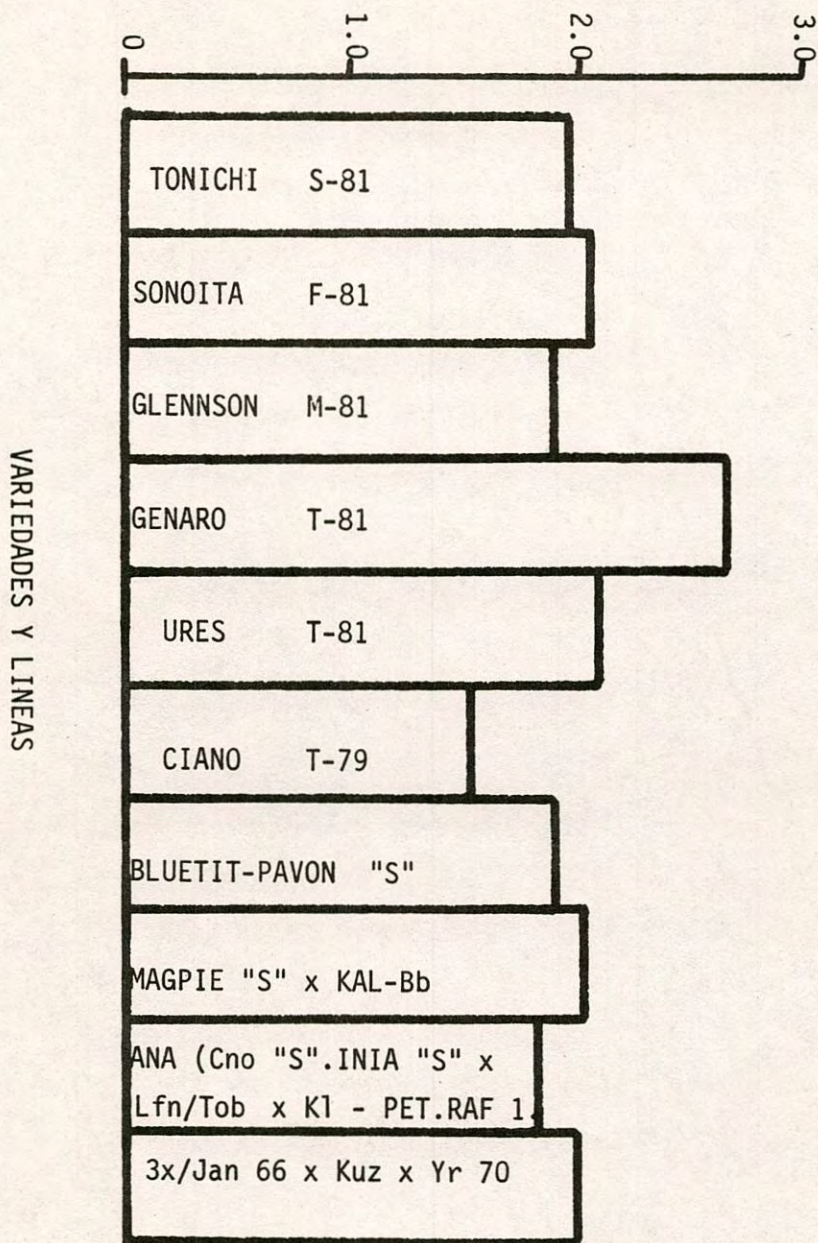 0
1.0
2.0
3.0
TONICHI S-81
SONOITA F-81
GLENNSON M-81
GENARO T-81
URES T-81
CIANO T-79
BLUETIT-PAVON "S"
MAGPIE "S" x KAL-Bb
ANA (Cno "S".INIA "S" x
Lfn/Tob x Kl - PET.RAF 1.
3x/Jan 66 x Kuz x Yr 70
VARIEDADES Y LINEAS